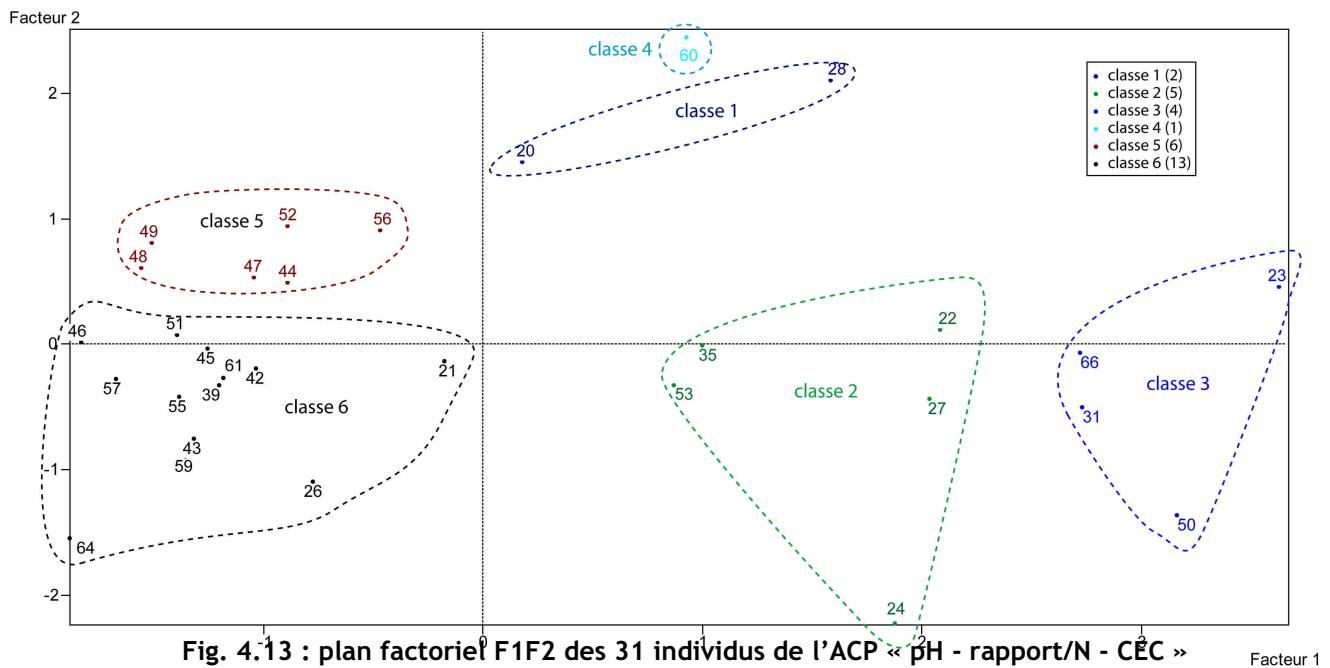 Facteur 2
classe 4
60
28
classe 1 (2)
classe 2 (5)
classe 3 (4)
classe 4 (1)
classe 5 (6)
classe 6 (13)
2
classe 1
20
1
49
classe 5
52
56
48
47
44
23
46
51
22
0
45
35
66
57
61
42
21
53
55
39
classe 6
classe 2
27
classe 3
31
43
-1
59
26
50
64
-2
24
-1
0
1
2
3
Fig. 4.13 : plan factoriel F1F2 des 31 individus de l'ACP « pH - rapport/N - CEC »
Facteur 1